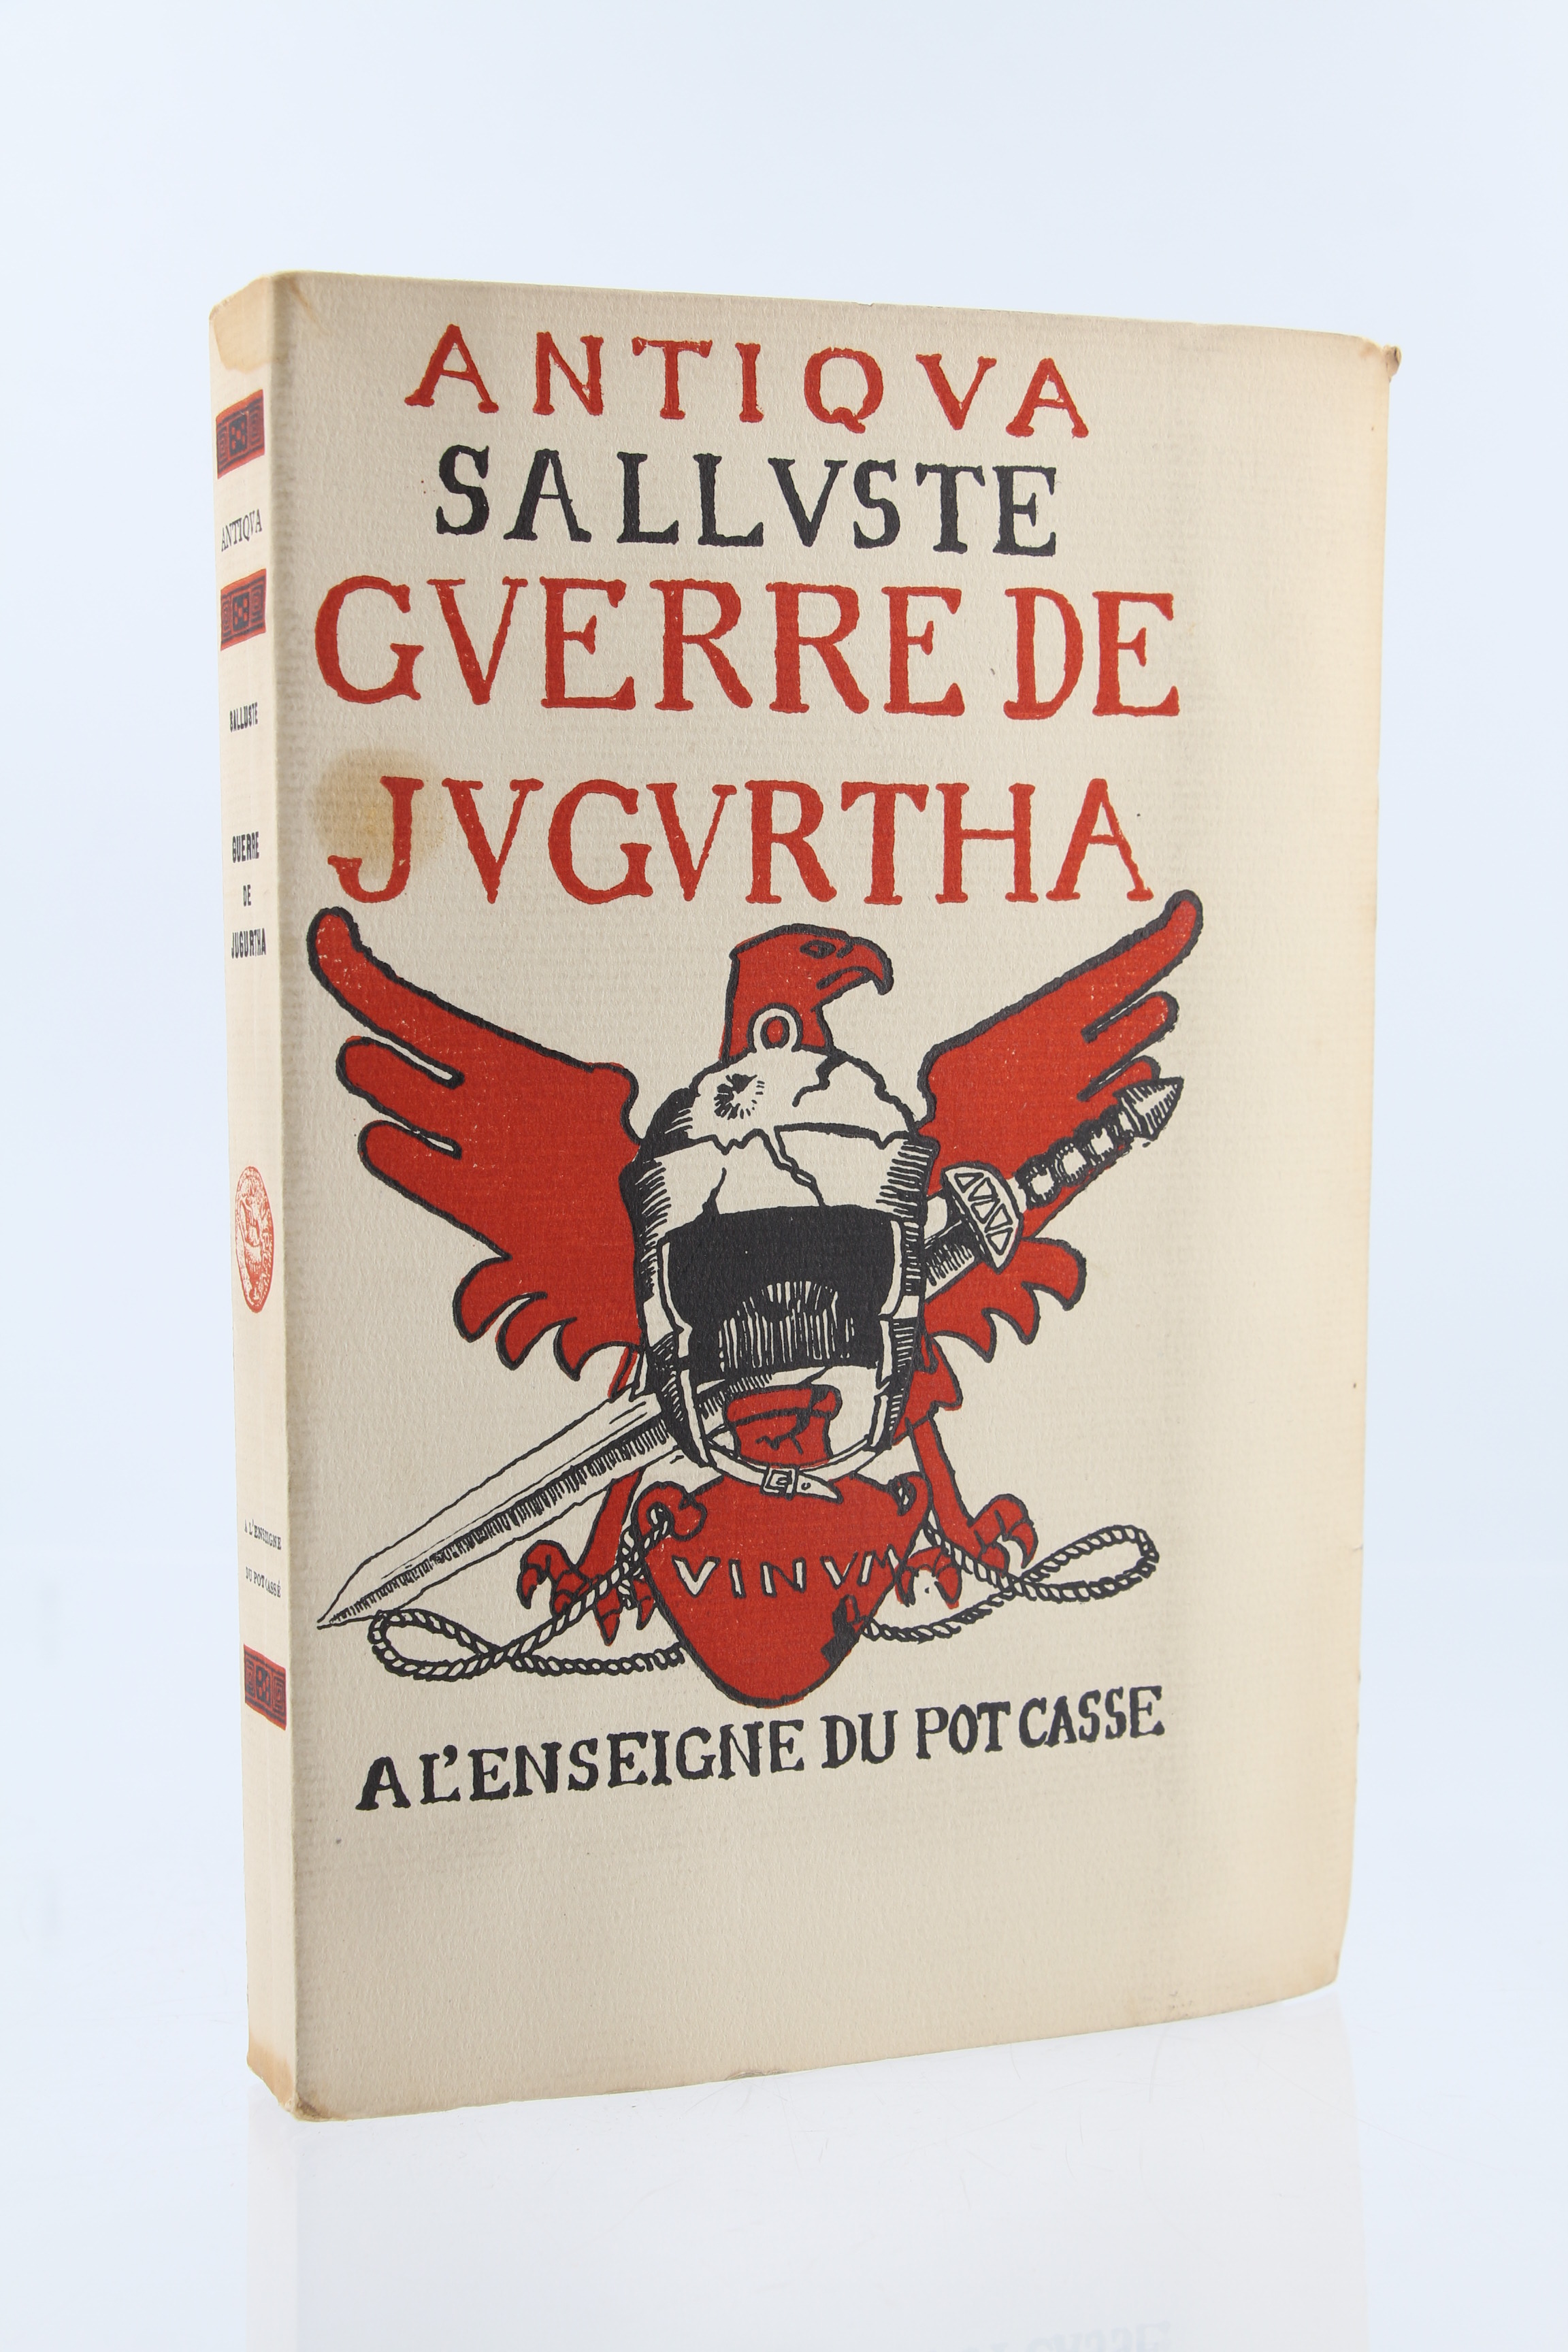 ANTIQVA
SALLVSTE
GVERRE DE
JVGVRTHA
VINVM
A L'ENSEIGNE DU POT CASSE
ANTIQVA
SALLUSTE
GUERRE
DE
JUGURTHA
A L'ENSEIGNE
DU POT CASSÉ